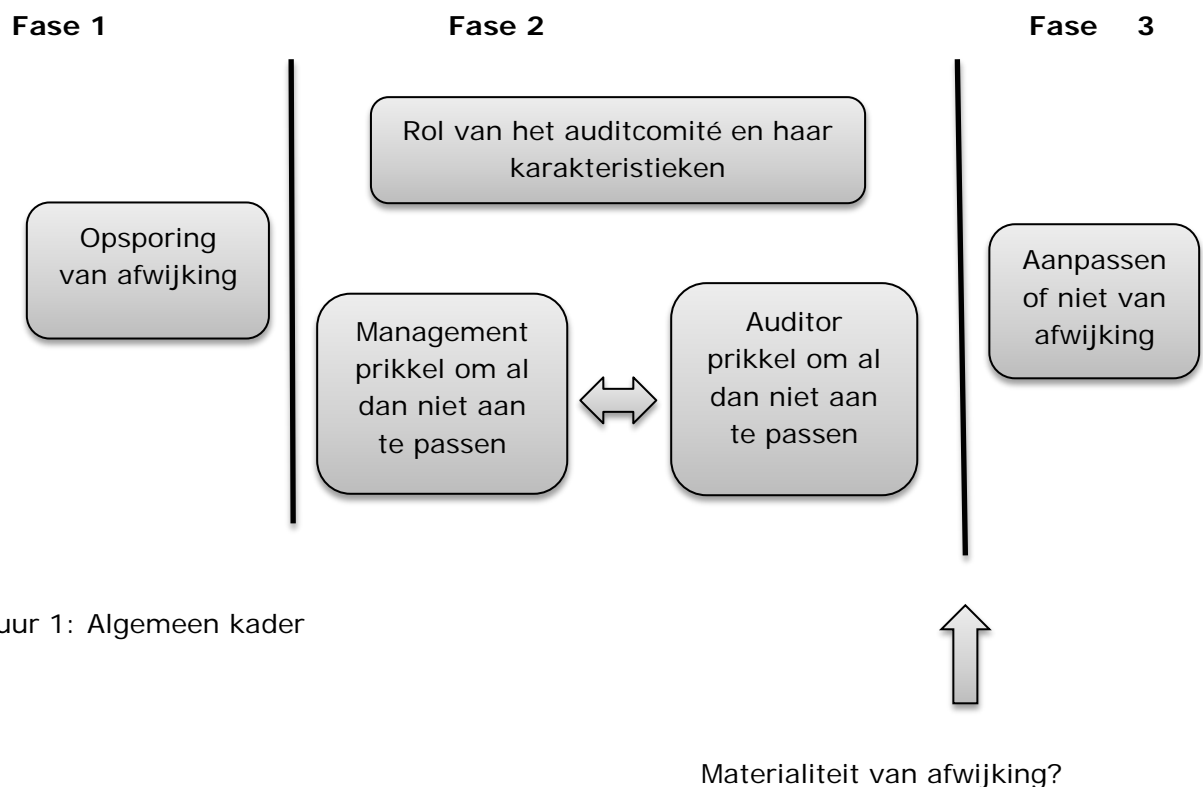 Fase 1
Fase 2
Fase 3
Rol van het auditcomité en haar
karakteristieken
Opsporing
van afwijking
Management
prikkel om al
dan niet aan
te passen
Auditor
prikkel om al
dan niet aan
te passen
Aanpassen
of niet van
afwijking
uur 1: Algemeen kader
Materialiteit van afwijking?